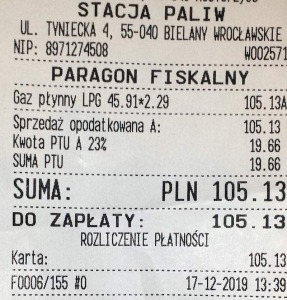 STACJA PALIW
UL. TYNIECKA 4, 55-040 BIELANY WROCŁAWSKIE
NIP: 8971274508 W002571
PARAGON FISKALNY
Gaz płynny LPG 45.91*2.29 105.13A
Sprzedaż opodatkowana A: 105.13
Kwota PTU A 23% 19.66
SUMA PTU 19.66
SUMA: PLN 105.13
DO ZAPŁATY: 105.13
ROZLICZENIE PŁATNOŚCI
Karta: 105.13
F0006/155 #0 17-12-2019 13:39